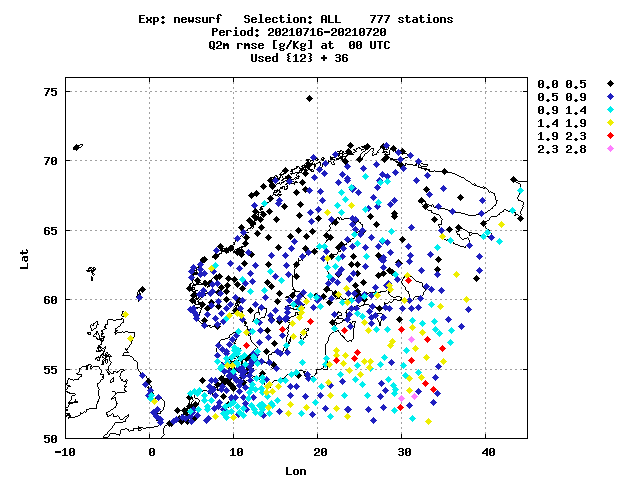 Exp: newsurf   Selection: ALL    777 stations
Period: 20210716-20210720
Q2m rmse [g/Kg] at  00 UTC
Used {12} + 36
0.0 0.5
0.5 0.9
0.9 1.4
1.4 1.9
1.9 2.3
2.3 2.8
75
70
65
60
55
50
Lat
-10 0 10 20 30 40
Lon